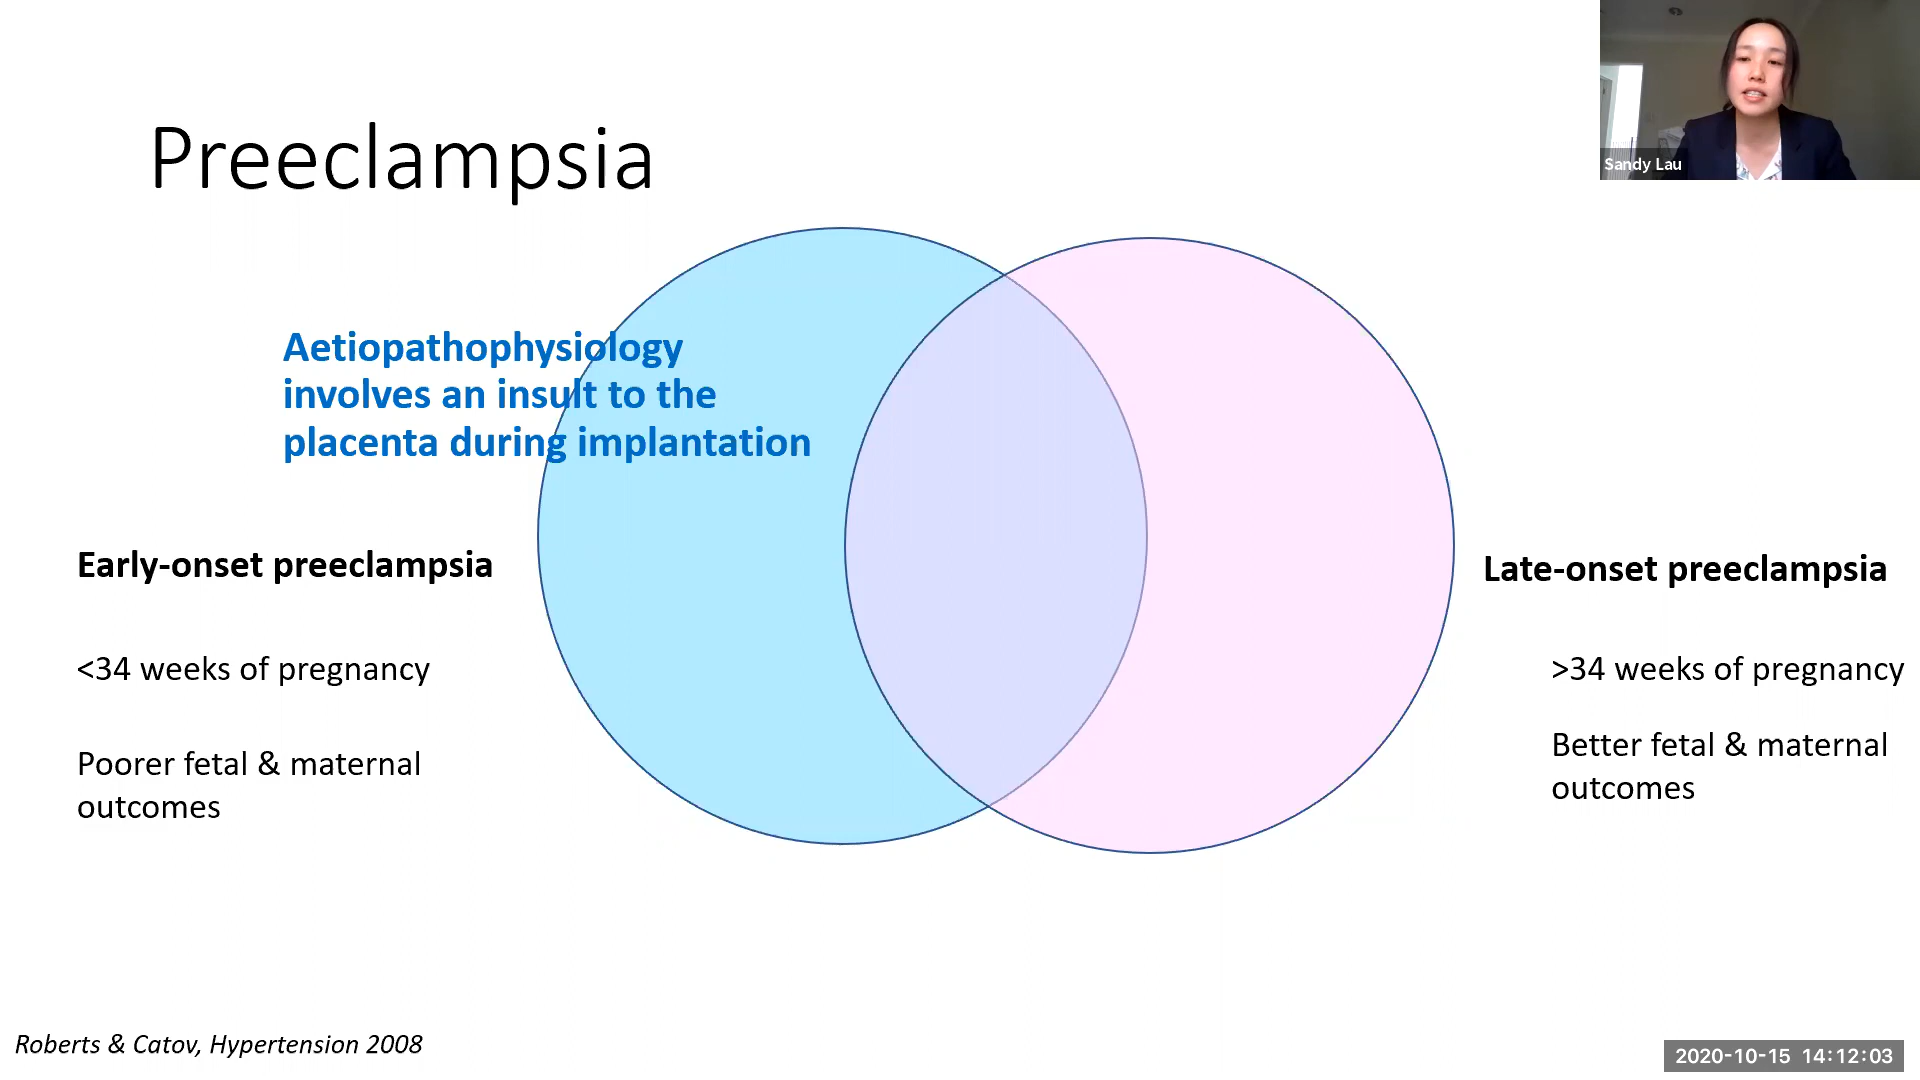 Preeclampsia
Sandy Lau
Aetiopathophysiology
involves an insult to the
placenta during implantation
Early-onset preeclampsia
<34 weeks of pregnancy
Poorer fetal & maternal
outcomes
Late-onset preeclampsia
>34 weeks of pregnancy
Better fetal & maternal
outcomes
Roberts & Catov, Hypertension 2008
2020-10-15 14:12:03